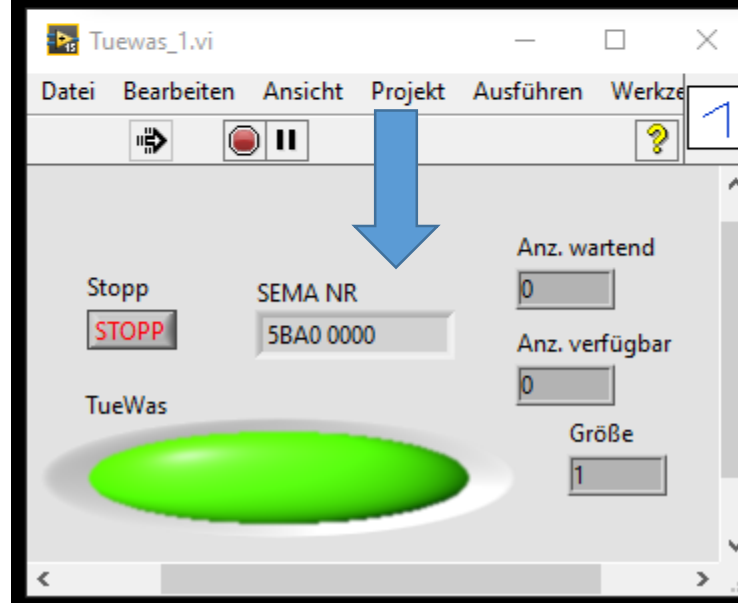 Tuewas_1.vi
Datei Bearbeiten Ansicht Projekt Ausführen
Stopp
STOPP
SEMA NR
5BA0 0000
Anz. wartend
0
Anz. verfügbar
0
TueWas
Größe
1